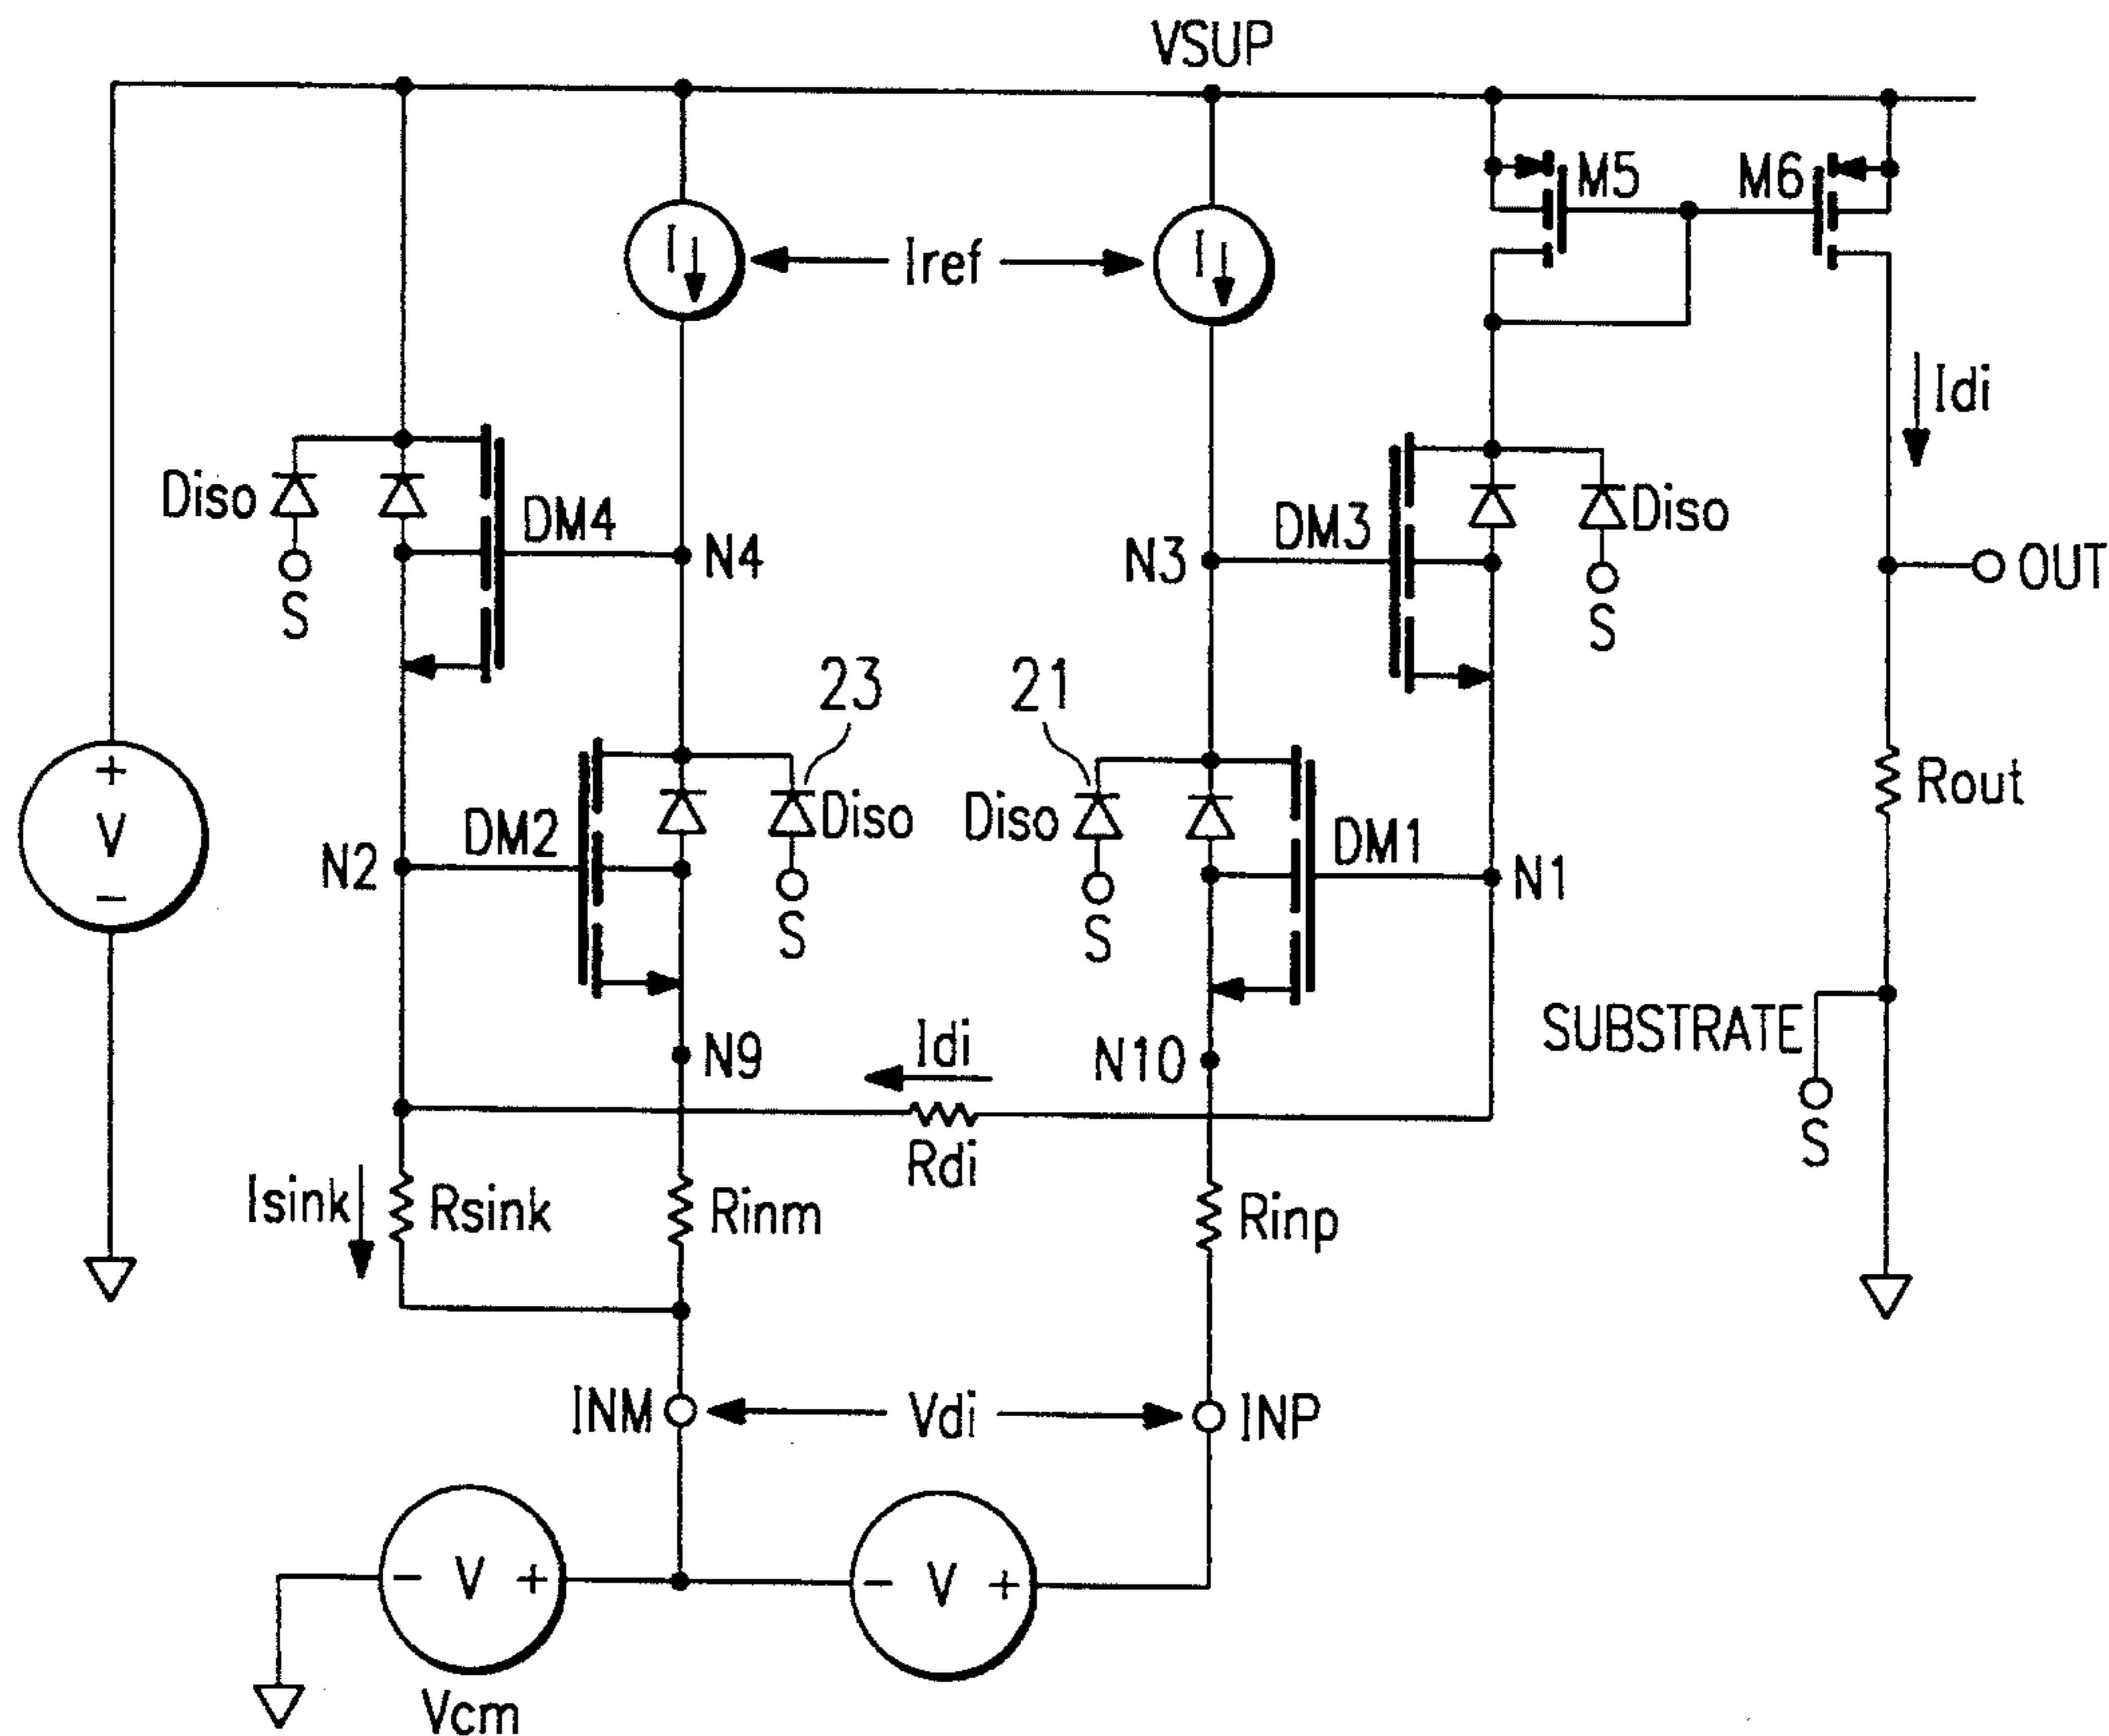 VSUP
M5
M6
I
Iref
I
Idi
Diso
DM4
N4
N3
DM3
Diso
OUT
S
S
23
21
+
V
−
N2
DM2
Diso
Diso
DM1
N1
Rout
S
S
N9
Idi
N10
SUBSTRATE
S
Rdi
Isink
Rsink
Rinm
Rinp
INM
Vdi
INP
− V +
− V +
Vcm